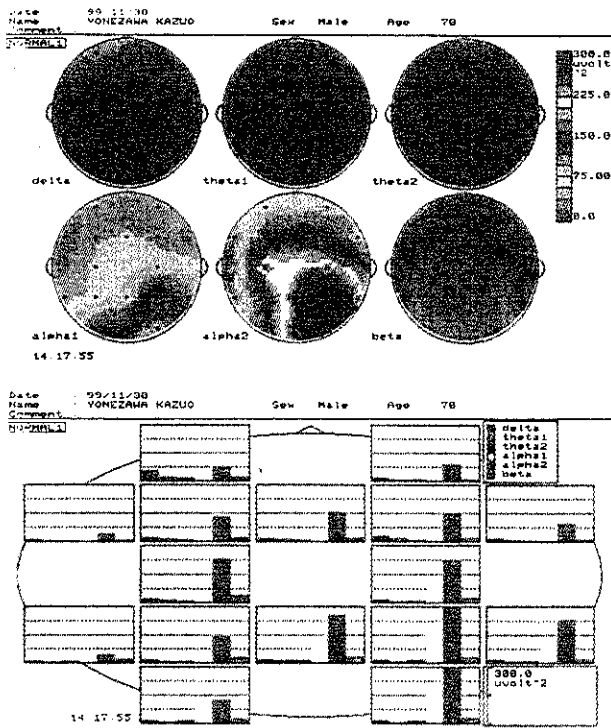 Date 99/11/30
Name YONEZAWA KAZUO Sex Male Age 70
Comment
NORMAL1
300.0
uvolt
^2
225.0
150.0
75.00
0.0
delta theta1 theta2
alpha1 alpha2 beta
14.17.55
Date : 99/11/30
Name : YONEZAWA KAZUO Sex Male Age 70
Comment
NORMAL1
delta
theta1
theta2
alpha1
alpha2
beta
300.0
uvolt^2
14.17.55